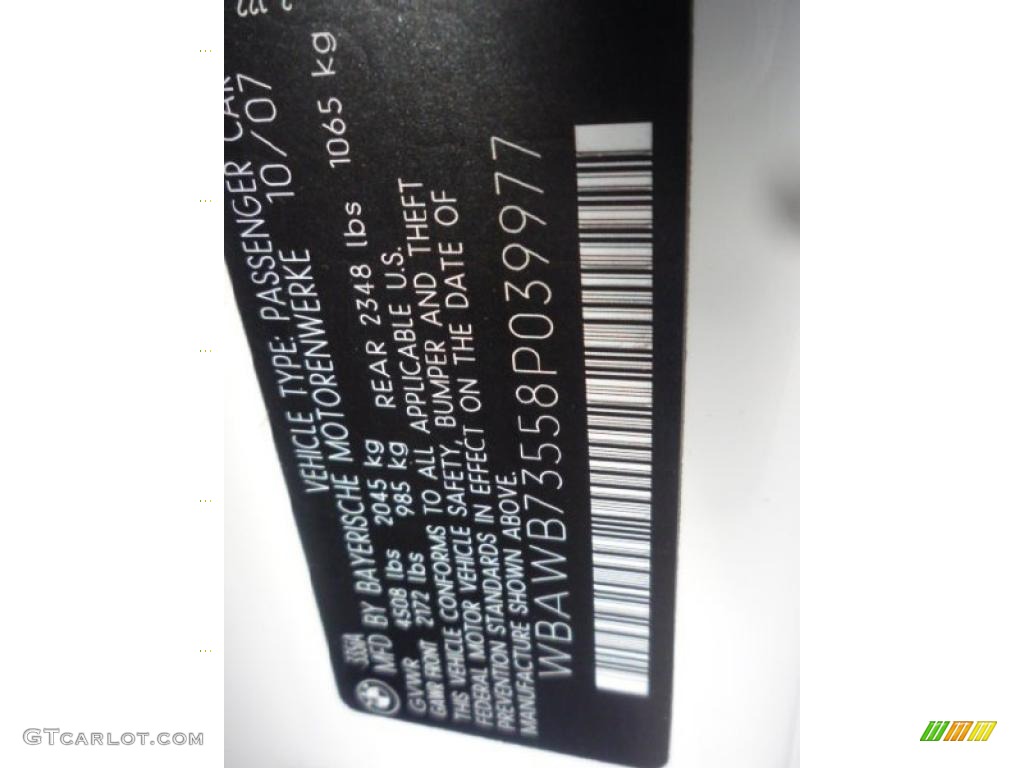 VEHICLE TYPE: PASSENGER CAR
MFD BY BAYERISCHE MOTORENWERKE 10/07
GVWR 4508 lbs 2045 kg
GAWR FRONT 2172 lbs 985 kg REAR 2348 lbs 1065 kg
THIS VEHICLE CONFORMS TO ALL APPLICABLE U.S.
FEDERAL MOTOR VEHICLE SAFETY, BUMPER AND THEFT
PREVENTION STANDARDS IN EFFECT ON THE DATE OF
MANUFACTURE SHOWN ABOVE.
WBAWB73558P039977
GTCARLOT.COM